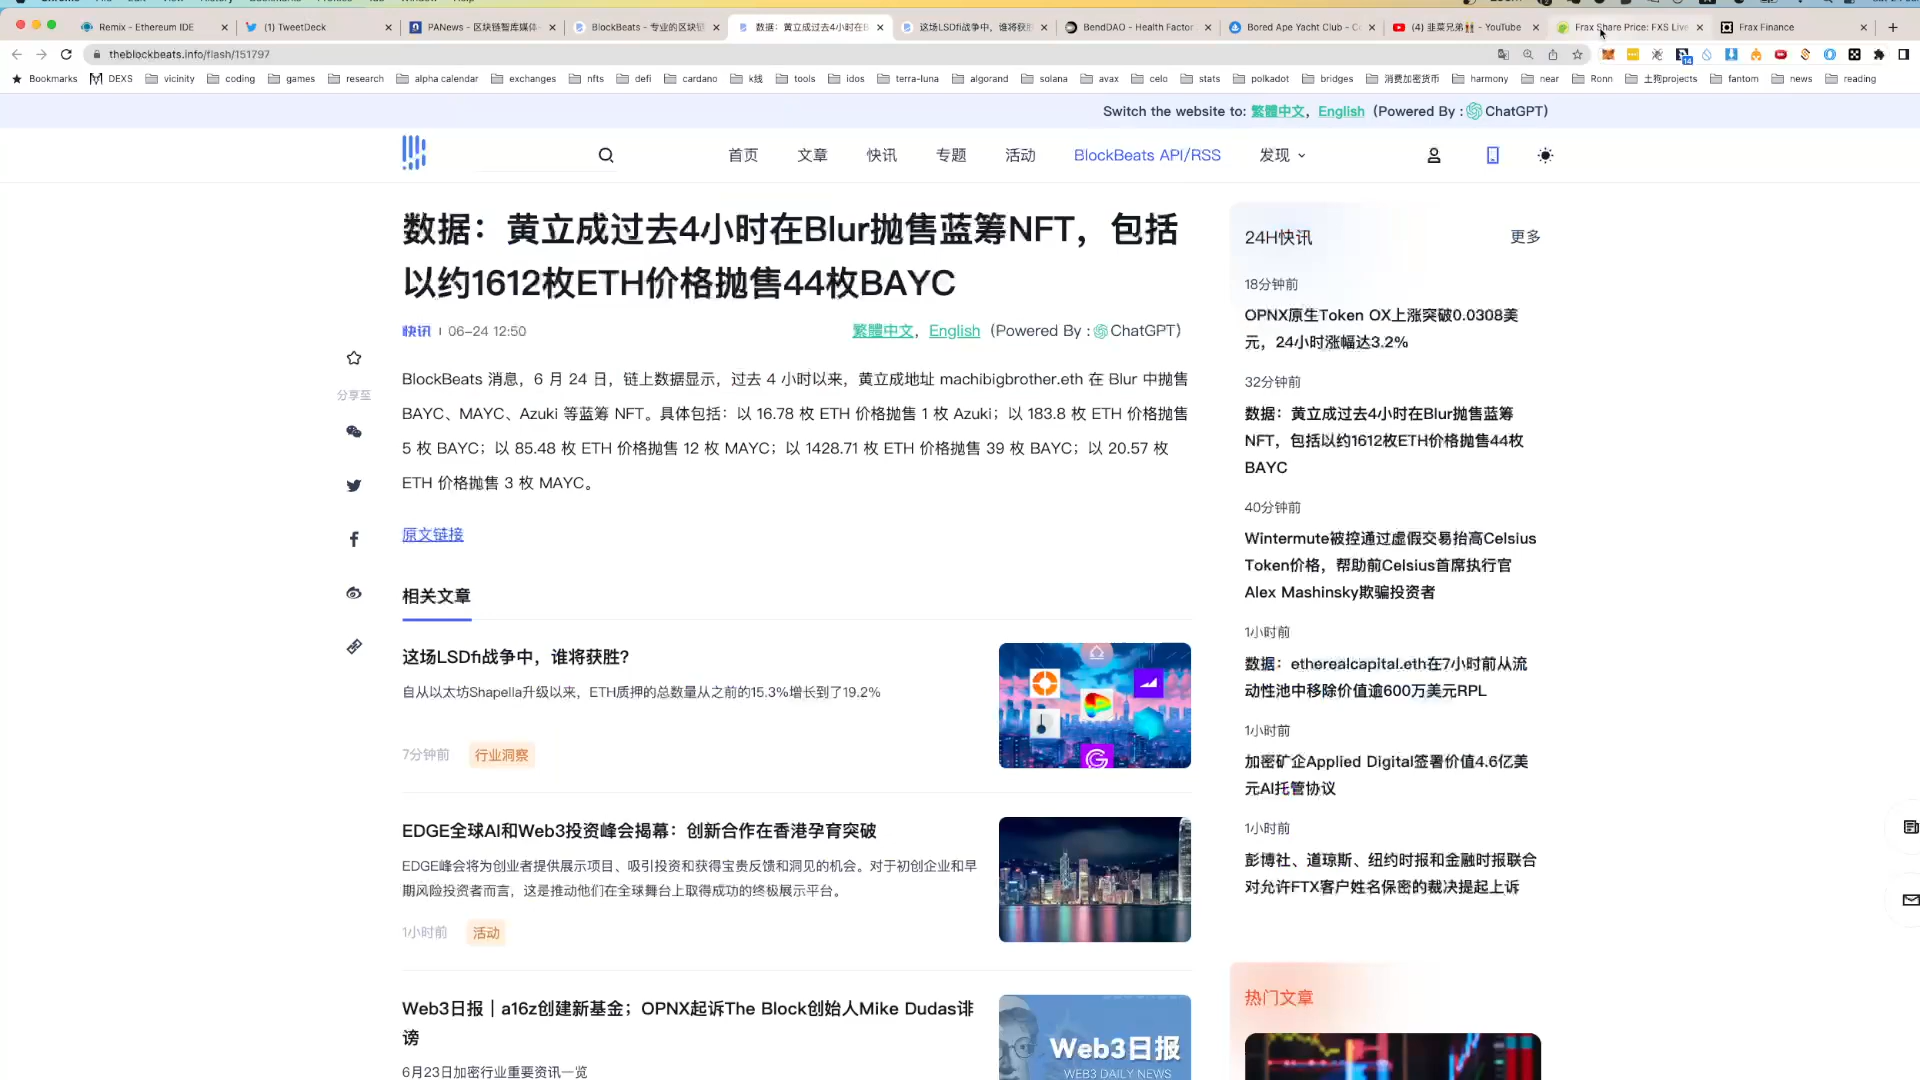 Remix - Ethereum IDE
(1) TweetDeck
PANews - 区块链智库媒体-
BlockBeats - 专业的区块链
数据：黄立成过去4小时在B
这场LSDfi战争中，谁将获胜
BendDAO - Health Factor
Bored Ape Yacht Club - C
(4) 韭菜兄弟 - YouTube
Frax Share Price: FXS Live
Frax Finance
theblockbeats.info/flash/151797
Bookmarks
DEXS
vicinity
coding
games
research
alpha calendar
exchanges
nfts
defi
cardano
k线
tools
idos
terra-luna
algorand
solana
avax
celo
stats
polkadot
bridges
消费加密货币
harmony
near
Ronn
土狗projects
fantom
news
reading
Switch the website to: 繁體中文, English (Powered By : ChatGPT)
首页
文章
快讯
专题
活动
BlockBeats API/RSS
发现
数据：黄立成过去4小时在Blur抛售蓝筹NFT，包括
以约1612枚ETH价格抛售44枚BAYC
快讯 | 06-24 12:50
繁體中文, English (Powered By : ChatGPT)
分享至
BlockBeats 消息，6 月 24 日，链上数据显示，过去 4 小时以来，黄立成地址 machibigbrother.eth 在 Blur 中抛售
BAYC、MAYC、Azuki 等蓝筹 NFT。具体包括：以 16.78 枚 ETH 价格抛售 1 枚 Azuki；以 183.8 枚 ETH 价格抛售
5 枚 BAYC；以 85.48 枚 ETH 价格抛售 12 枚 MAYC；以 1428.71 枚 ETH 价格抛售 39 枚 BAYC；以 20.57 枚
ETH 价格抛售 3 枚 MAYC。
原文链接
相关文章
这场LSDfi战争中，谁将获胜？
自从以太坊Shapella升级以来，ETH质押的总数量从之前的15.3%增长到了19.2%
7分钟前
行业洞察
EDGE全球AI和Web3投资峰会揭幕：创新合作在香港孕育突破
EDGE峰会将为创业者提供展示项目、吸引投资和获得宝贵反馈和洞见的机会。对于初创企业和早
期风险投资者而言，这是推动他们在全球舞台上取得成功的终极展示平台。
1小时前
活动
Web3日报｜a16z创建新基金；OPNX起诉The Block创始人Mike Dudas诽
谤
6月23日加密行业重要资讯一览
Web3日报
WEB3 DAILY NEWS
24H快讯
更多
18分钟前
OPNX原生Token OX上涨突破0.0308美
元，24小时涨幅达3.2%
32分钟前
数据：黄立成过去4小时在Blur抛售蓝筹
NFT，包括以约1612枚ETH价格抛售44枚
BAYC
40分钟前
Wintermute被控通过虚假交易抬高Celsius
Token价格，帮助前Celsius首席执行官
Alex Mashinsky欺骗投资者
1小时前
数据：etherealcapital.eth在7小时前从流
动性池中移除价值逾600万美元RPL
1小时前
加密矿企Applied Digital签署价值4.6亿美
元AI托管协议
1小时前
彭博社、道琼斯、纽约时报和金融时报联合
对允许FTX客户姓名保密的裁决提起上诉
热门文章